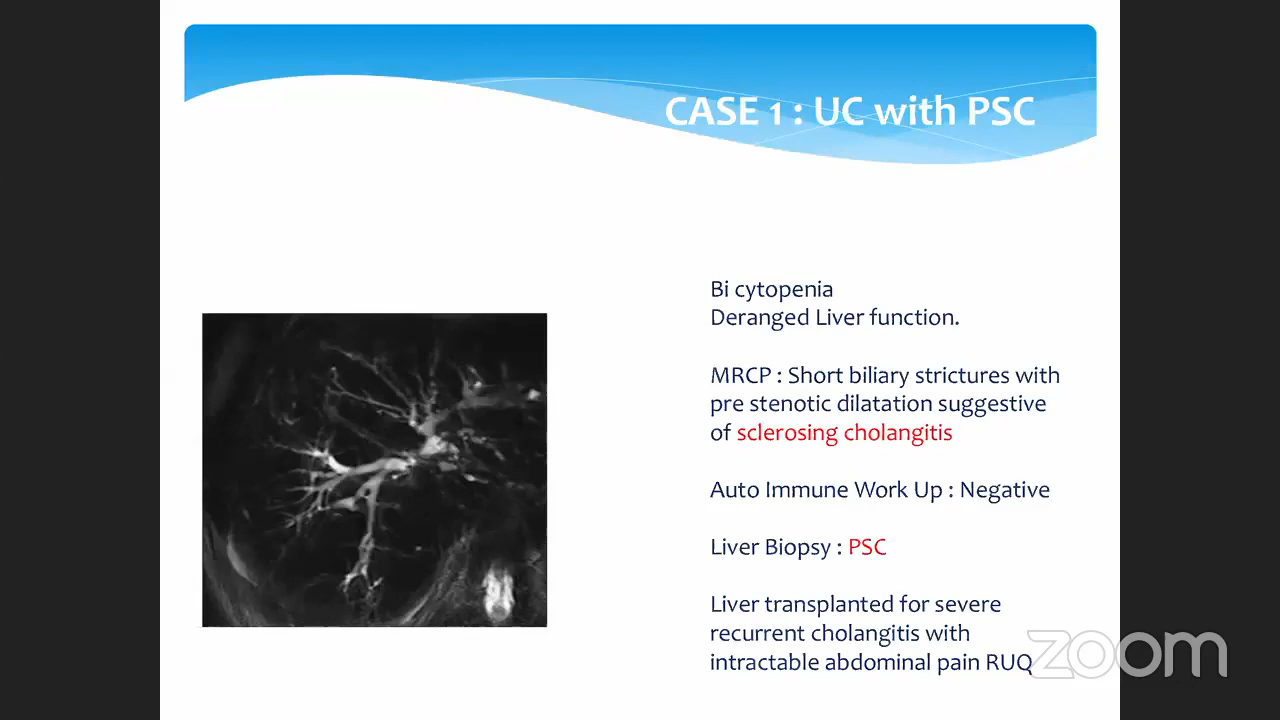 CASE 1 : UC with PSC
Bi cytopenia
Deranged Liver function.
MRCP : Short biliary strictures with
pre stenotic dilatation suggestive
of sclerosing cholangitis
Auto Immune Work Up : Negative
Liver Biopsy : PSC
Liver transplanted for severe
recurrent cholangitis with
intractable abdominal pain RUQ
zoom